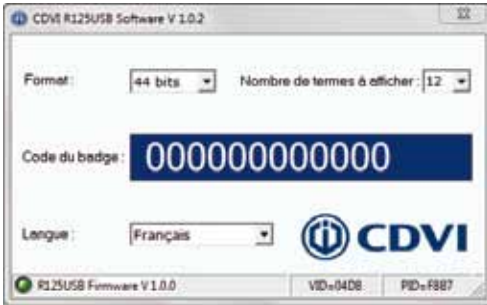 CDVI R125USB Software V 1.0.2
Format : 44 bits Nombre de termes à afficher : 12
Code du badge : 000000000000
Langue : Français
CDVI
R125USB Firmware V 1.0.0 VID=04D8 PID=F887